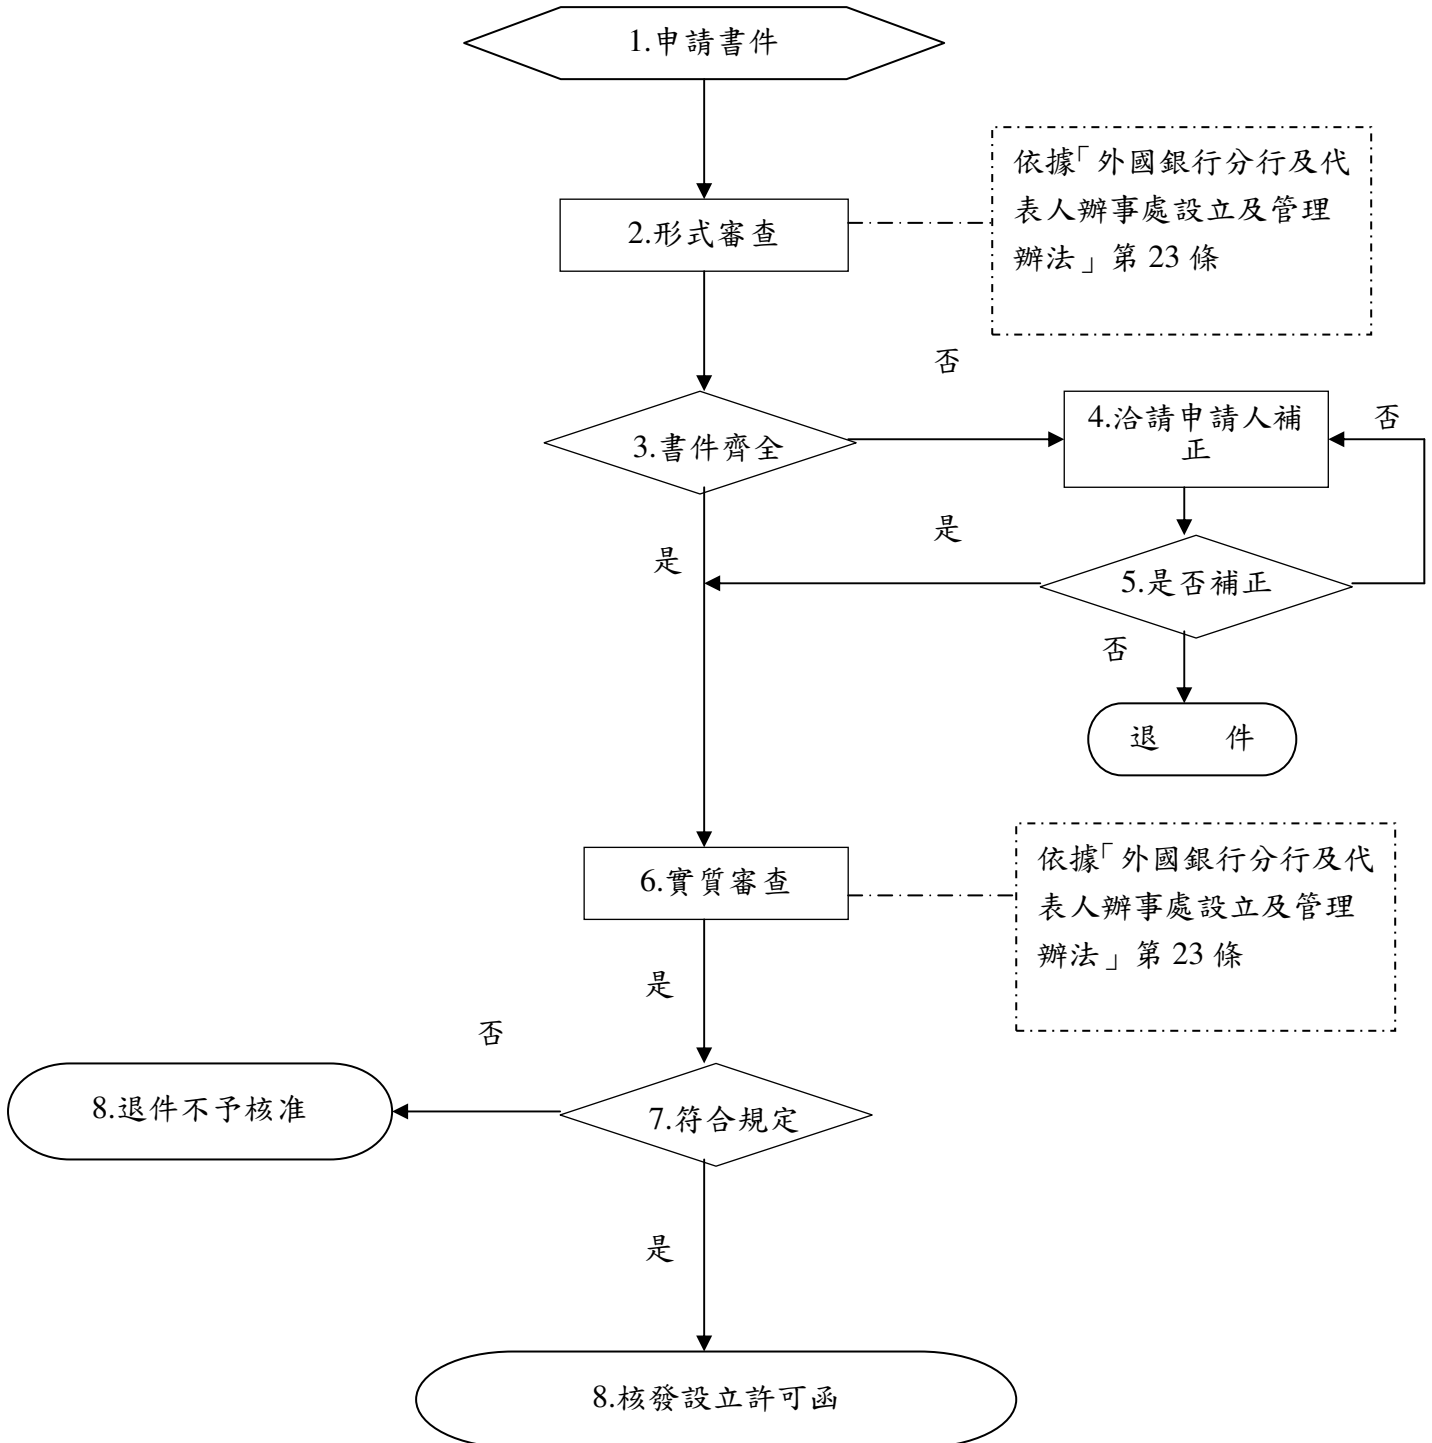 1.申請書件
依據「外國銀行分行及代
表人辦事處設立及管理
辦法」第 23 條
2.形式審查
否
3.書件齊全
4.洽請申請人補
正
否
是
是
5.是否補正
否
退 件
6.實質審查
依據「外國銀行分行及代
表人辦事處設立及管理
辦法」第 23 條
是
否
8.退件不予核准
7.符合規定
是
8.核發設立許可函